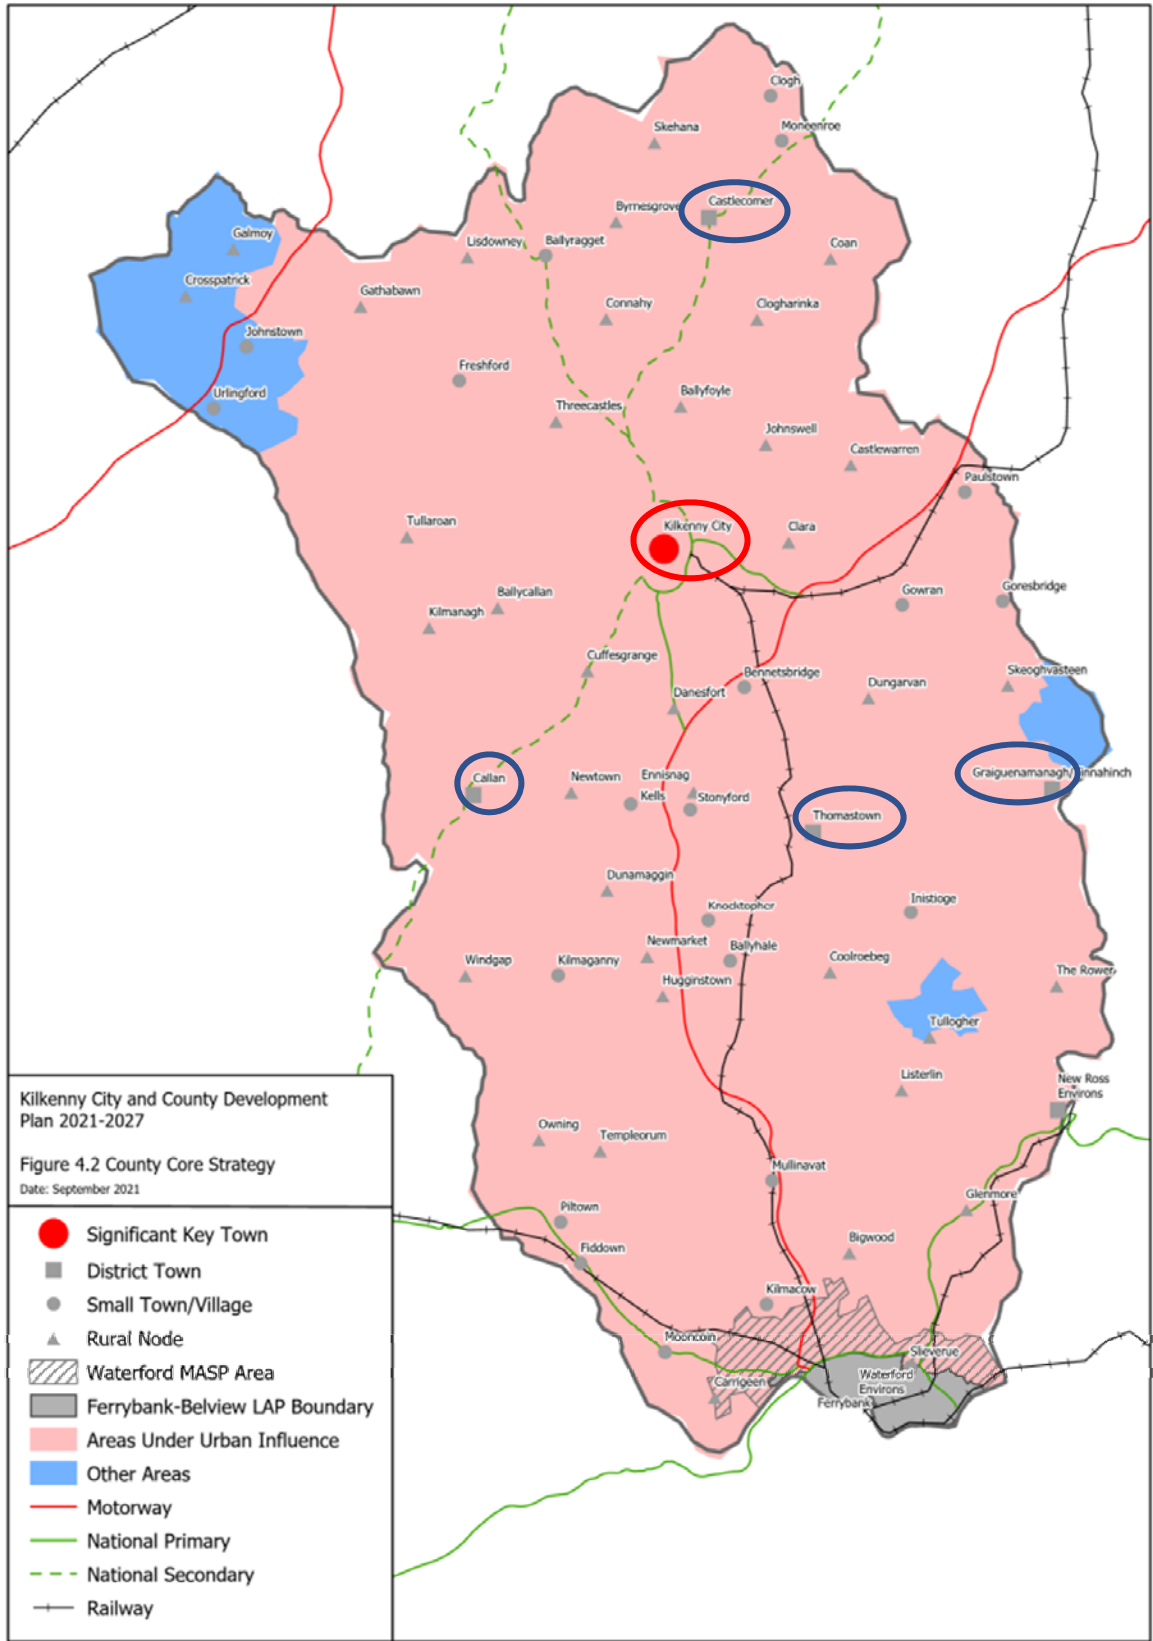 Clogh
Skehana
Moneenroe
Castlecomer
Byrnesgrove
Galmoy
Lisdowney
Ballyragget
Coan
Crosspatrick
Gathabawn
Connahy
Clogharinka
Johnstown
Freshford
Urlingford
Ballyfoyle
Threecastles
Johnswell
Castlewarren
Paulstown
Tullaroan
Kilkenny City
Clara
Ballycallan
Gowran
Goresbridge
Kilmanagh
Cuffesgrange
Bennetsbridge
Skeoghvasteen
Danesfort
Dungarvan
Callan
Newtown
Ennisnag
Graiguenamanagh/Tinnahinch
Kells
Stonyford
Thomastown
Dunamaggin
Knocktopher
Inistioge
Newmarket
Ballyhale
Windgap
Kilmaganny
Coolroebeg
The Rower
Hugginstown
Tullogher
Listerlin
New Ross
Environs
Owning
Templeorum
Mullinavat
Glenmore
Piltown
Bigwood
Fiddown
Kilmacow
Mooncoin
Slieverue
Carrigeen
Waterford
Environs
Ferrybank
Kilkenny City and County Development
Plan 2021-2027
Figure 4.2 County Core Strategy
Date: September 2021
Significant Key Town
District Town
Small Town/Village
Rural Node
Waterford MASP Area
Ferrybank-Belview LAP Boundary
Areas Under Urban Influence
Other Areas
Motorway
National Primary
National Secondary
Railway